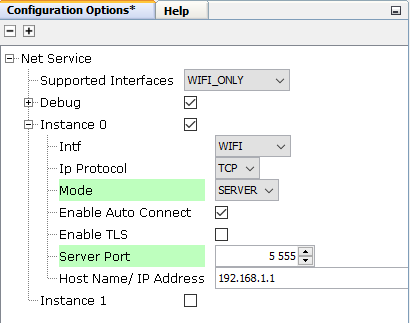 Configuration Options* Help
Net Service
Supported Interfaces WIFI_ONLY
Debug
Instance 0
Intf WIFI
Ip Protocol TCP
Mode SERVER
Enable Auto Connect
Enable TLS
Server Port 5 555
Host Name/ IP Address 192.168.1.1
Instance 1